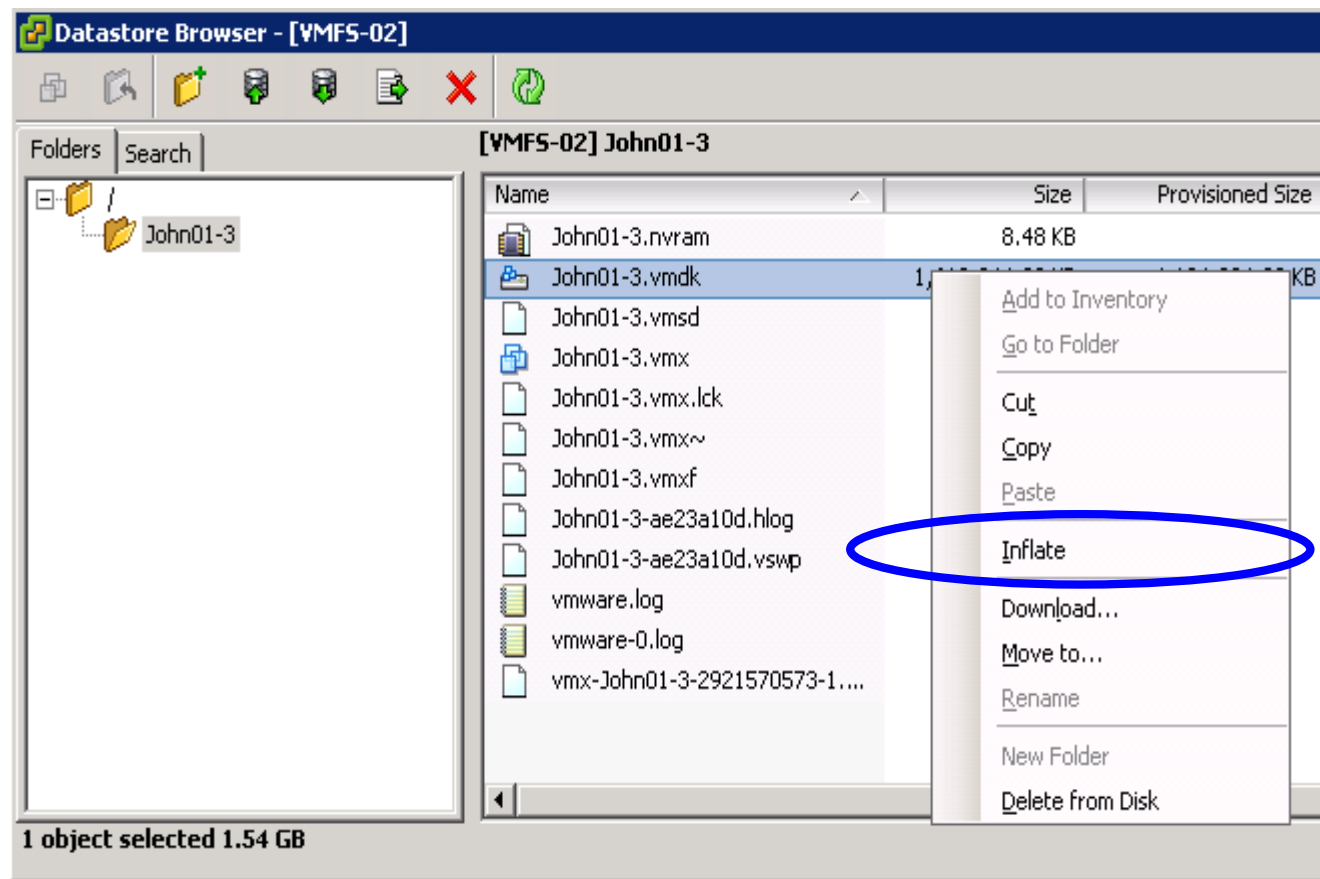 Datastore Browser - [VMFS-02]
Folders
Search
[VMFS-02] John01-3
/
John01-3
Name Size Provisioned Size
John01-3.nvram 8.48 KB
John01-3.vmdk KB
John01-3.vmsd
John01-3.vmx
John01-3.vmx.lck
John01-3.vmx~
John01-3.vmxf
John01-3-ae23a10d.hlog
John01-3-ae23a10d.vswp
vmware.log
vmware-0.log
vmx-John01-3-2921570573-1....
Add to Inventory
Go to Folder
Cut
Copy
Paste
Inflate
Download...
Move to...
Rename
New Folder
Delete from Disk
1 object selected 1.54 GB